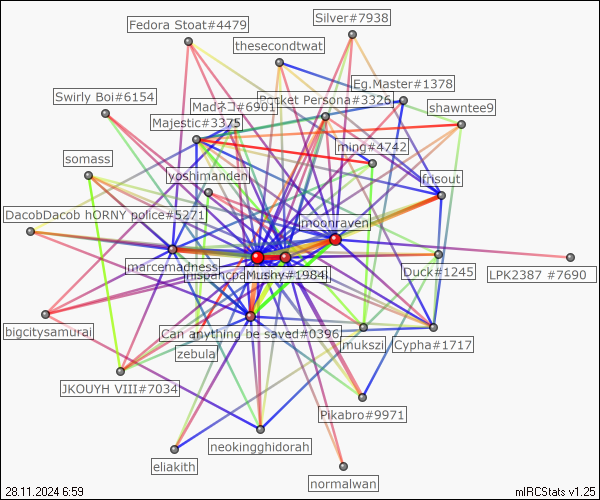 Silver#7938
Fedora Stoat#4479
thesecondtwat
Eg.Master#1378
Swirly Boi#6154
Madネコ#6901
Pocket Persona#3326
shawntee9
Majestic#3375
ming#4742
somass
yoshimanden
frisout
DacobDacob hORNY police#5271
moonraven
marcemadness
Mushy#1984
Duck#1245
LPK2387 #7690
bigcitysamurai
Can anything be saved#0396
mukszil
Cypha#1717
zebula
JKOUYH VIII#7034
Pikabro#9971
neokingghidorah
eliakith
normalwan
28.11.2024 6:59
mIRCStats v1.25